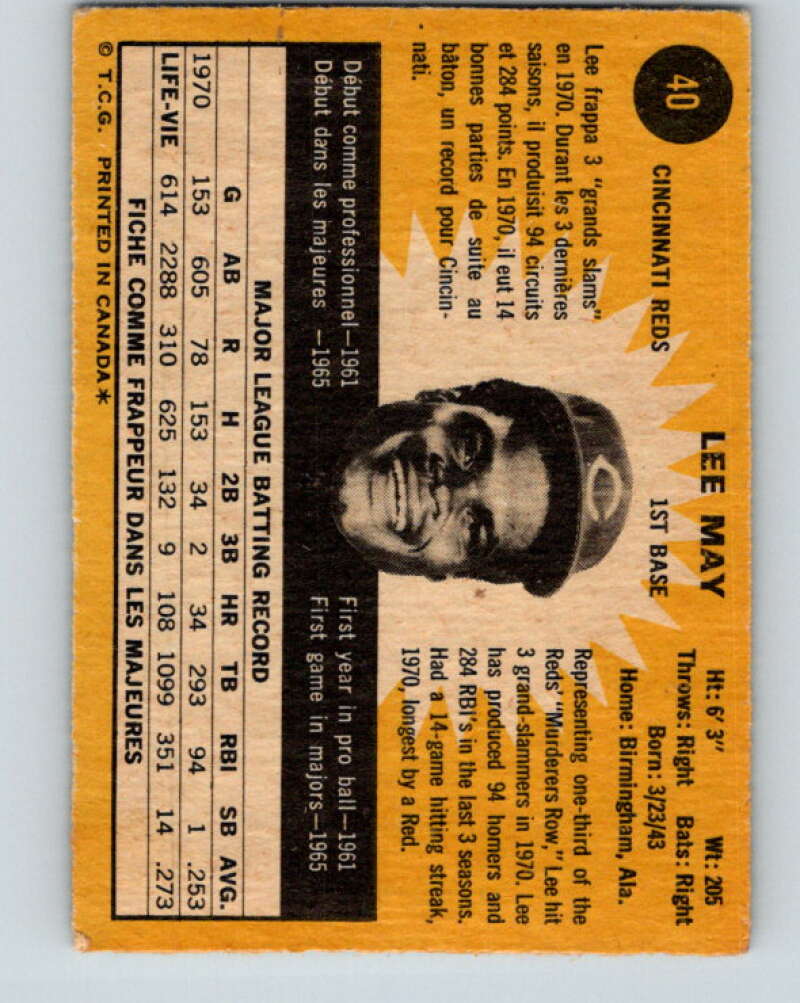 40
LEE MAY
CINCINNATI REDS
1ST BASE
Ht: 6' 3" Wt: 205
Throws: Right Bats: Right
Born: 3/23/43
Home: Birmingham, Ala.
Lee frappa 3 "grands slams"
en 1970. Durant les 3 dernières
saisons, il produisit 94 circuits
et 284 points. En 1970, il eut 14
bonnes parties de suite au
bâton, un record pour Cincin-
nati.
C
Representing one-third of the
Reds' "Murderers Row," Lee hit
3 grand-slammers in 1970. Lee
has produced 94 homers and
284 RBI's in the last 3 seasons.
Had a 14-game hitting streak,
1970, longest by a Red.
Début comme professionnel—1961
Début dans les majeures —1965
First year in pro ball—1961
First game in majors—1965
MAJOR LEAGUE BATTING RECORD
G AB R H 2B 3B HR TB RBI SB AVG.
1970 153 605 78 153 34 2 34 293 94 1 .253
LIFE-VIE 614 2288 310 625 132 9 108 1099 351 14 .273
FICHE COMME FRAPPEUR DANS LES MAJEURES
© T.C.G. PRINTED IN CANADA*